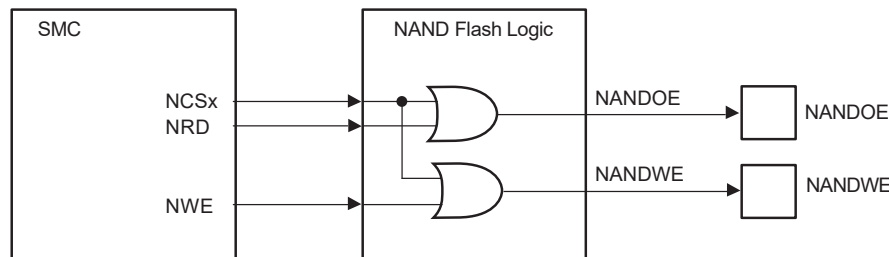 SMC
NAND Flash Logic
NCSx
NANDOE
NANDOE
NRD
NANDWE
NANDWE
NWE